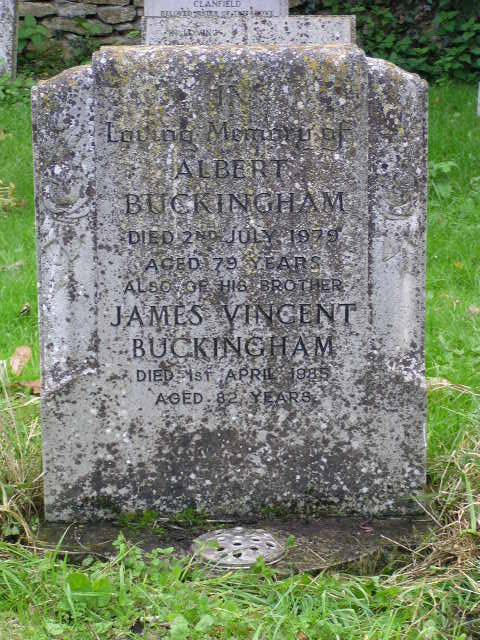 CLANFIELD
IN
Loving Memory of
ALBERT
BUCKINGHAM
DIED 2ND JULY 1979
AGED 79 YEARS
ALSO OF HIS BROTHER
JAMES VINCENT
BUCKINGHAM
DIED 1ST APRIL 1985
AGED 82 YEARS.